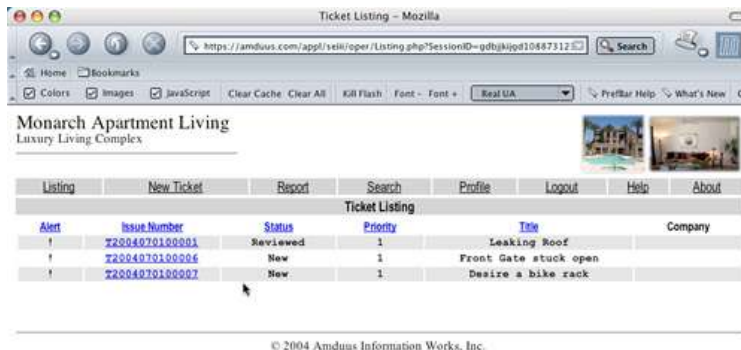 Ticket Listing – Mozilla
https://amduus.com/appl/seiii/oper/Listing.php?SessionID= Search
Home Bookmarks
Colors Images JavaScript Clear Cache Clear All Kill Flash Font - Font + Real UA PrefBar Help What's New
Monarch Apartment Living
Luxury Living Complex
Listing New Ticket Report Search Profile Logout Help About
Ticket Listing
Alert Issue Number Status Priority Title Company
! T2004070100001 Reviewed 1 Leaking Roof
! T2004070100006 New 1 Front Gate stuck open
! T2004070100007 New 1 Desire a bike rack
© 2004 Amduus Information Works, Inc.